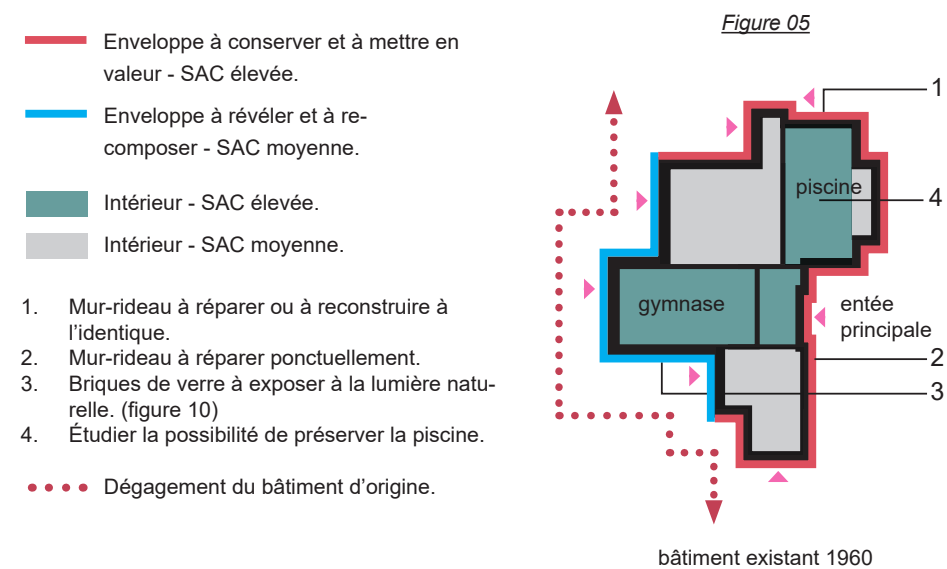 Figure 05
Enveloppe à conserver et à mettre en
valeur - SAC élevée.
Enveloppe à révéler et à re-
composer - SAC moyenne.
Intérieur - SAC élevée.
Intérieur - SAC moyenne.
1. Mur-rideau à réparer ou à reconstruire à
l’identique.
2. Mur-rideau à réparer ponctuellement.
3. Briques de verre à exposer à la lumière natu-
relle. (figure 10)
4. Étudier la possibilité de préserver la piscine.
Dégagement du bâtiment d’origine.
1
piscine
4
gymnase
entée
principale
2
3
bâtiment existant 1960